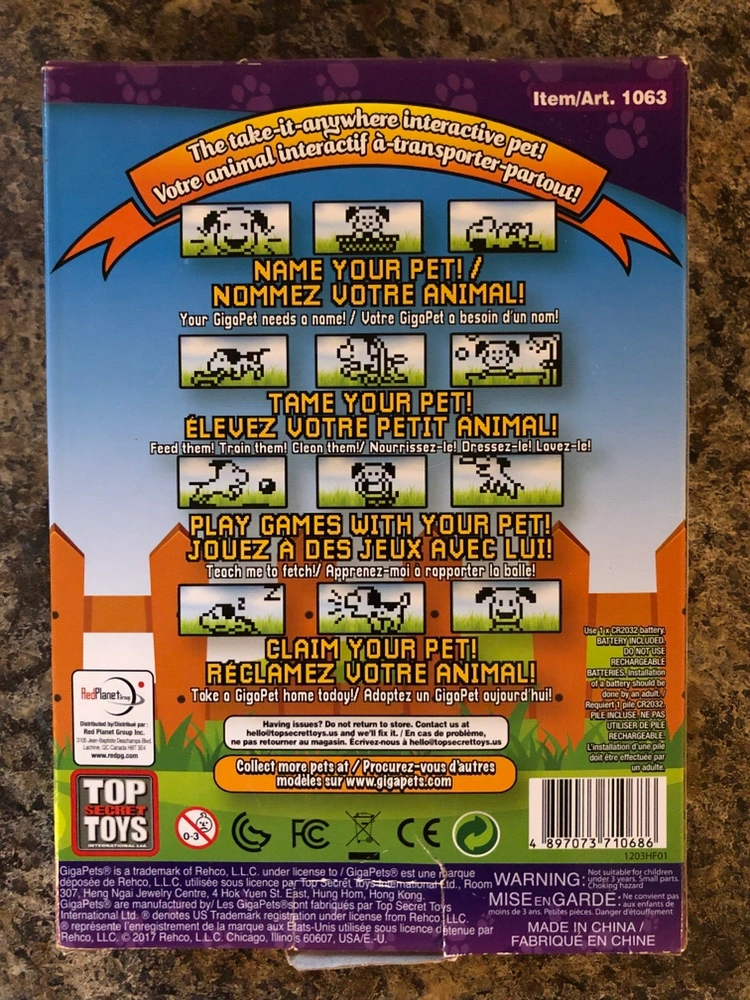 Item/Art. 1063
The take-it-anywhere interactive pet!
Votre animal interactif à-transporter-partout!
NAME YOUR PET! /
NOMMEZ VOTRE ANIMAL!
Your GigaPet needs a name! / Votre GigaPet a besoin d'un nom!
TAME YOUR PET!
ÉLEVEZ VOTRE PETIT ANIMAL!
Feed them! Train them! Clean them!/ Nourrissez-le! Dressez-le! Lavez-le!
PLAY GAMES WITH YOUR PET!
JOUEZ À DES JEUX AVEC LUI!
Teach me to fetch!/ Apprenez-moi à rapporter la balle!
Z
Z
CLAIM YOUR PET!
RÉCLAMEZ VOTRE ANIMAL!
Take a GigaPet home today!/ Adoptez un GigaPet aujourd'hui!
Use 1 x CR2032 battery.
BATTERY INCLUDED.
DO NOT USE
RECHARGEABLE
BATTERIES. Installation
of a battery should be
done by an adult. /
Requiert 1 pile CR2032.
PILE INCLUSE. NE PAS
UTILISER DE PILE
RECHARGEABLE.
L'installation d'une pile
doit être effectuée par
un adulte.
RedPlanet Group
Distributed by/Distribué par :
Red Planet Group Inc.
3105 Jean-Baptiste Deschamps Blvd.
Lachine, QC Canada H8T 3E4
www.redpg.com
Having issues? Do not return to store. Contact us at
hello@topsecrettoys.us and we'll fix it. / En cas de problème,
ne pas retourner au magasin. Écrivez-nous à hello@topsecrettoys.us
Collect more pets at / Procurez-vous d'autres
modèles sur www.gigapets.com
TOP
SECRET
TOYS
INTERNATIONAL LTD.
0-3
FC
CE
4 897073 710686
1203HF01
GigaPets® is a trademark of Rehco, L.L.C. under license to / GigaPets® est une marque
déposée de Rehco, L.L.C. utilisée sous licence par Top Secret Toys International Ltd., Room
307, Heng Ngai Jewelry Centre, 4 Hok Yuen St. East, Hung Hom, Hong Kong.
GigaPets® are manufactured by/ Les GigaPets® sont fabriqués par Top Secret Toys
International Ltd. ® denotes US Trademark registration under license from Rehco LLC.
® représente l'enregistrement de la marque aux États-Unis utilisée sous licence détenue par
Rehco, LLC. © 2017 Rehco, L.L.C. Chicago, Illinois 60607, USA/É.-U.
WARNING: Not suitable for children
under 3 years. Small parts.
Choking hazard
MISE EN GARDE • Ne convient pas
aux enfants de
moins de 3 ans. Petites pièces. Danger d'étouffement
MADE IN CHINA /
FABRIQUÉ EN CHINE